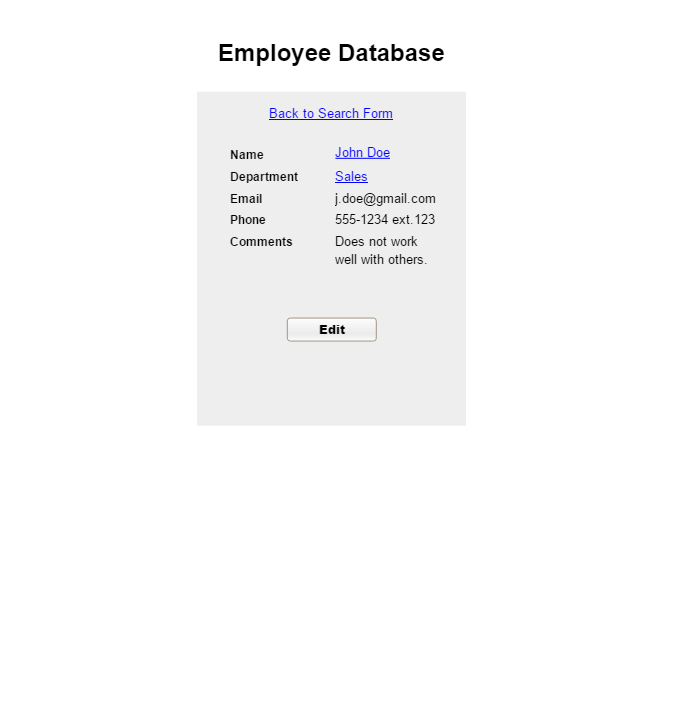 Employee Database
Back to Search Form
Name John Doe
Department Sales
Email j.doe@gmail.com
Phone 555-1234 ext.123
Comments Does not work
well with others.
Edit